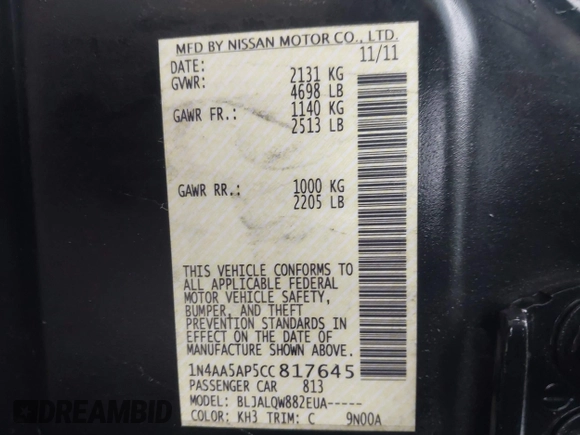 MFD BY NISSAN MOTOR CO., LTD.
DATE: 11/11
GVWR: 2131 KG
4698 LB
GAWR FR.: 1140 KG
2513 LB
GAWR RR.: 1000 KG
2205 LB
THIS VEHICLE CONFORMS TO
ALL APPLICABLE FEDERAL
MOTOR VEHICLE SAFETY,
BUMPER, AND THEFT
PREVENTION STANDARDS IN
EFFECT ON THE DATE OF
MANUFACTURE SHOWN ABOVE.
1N4AA5AP5CC817645
PASSENGER CAR 813
MODEL: BLJALQW882EUA-----
COLOR: KH3 TRIM: C 9N00A
DREAMBID